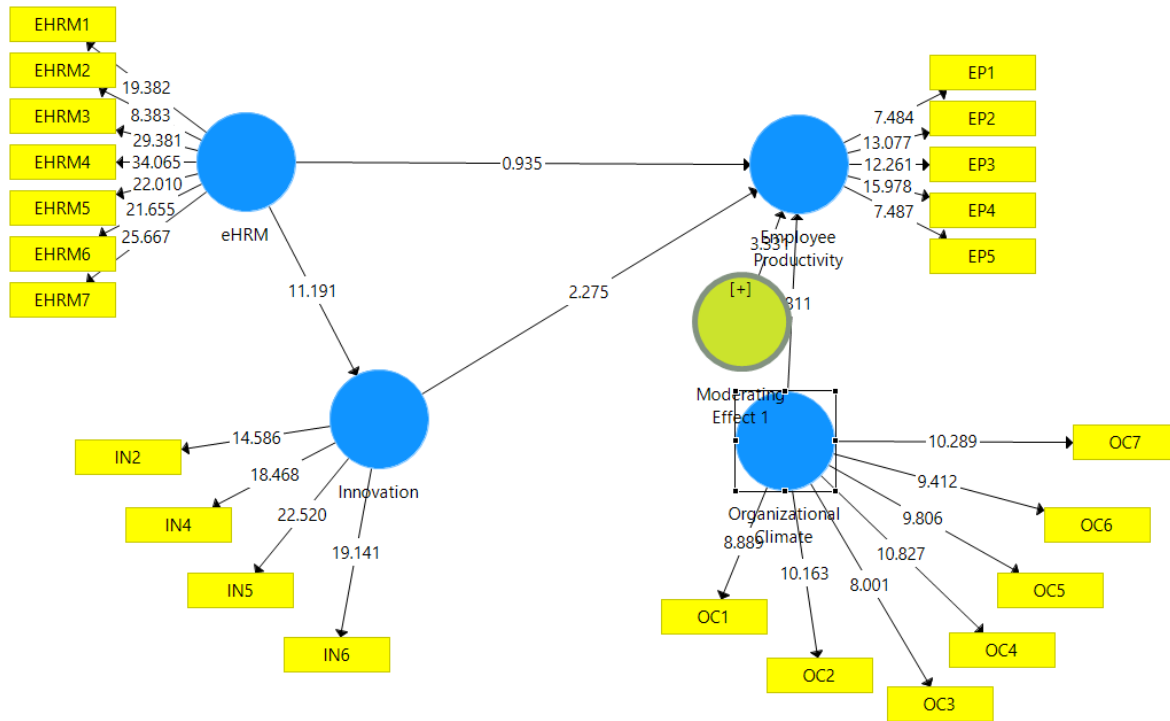 EHRM1
EHRM2
EHRM3
EHRM4
EHRM5
EHRM6
EHRM7
19.382
8.383
29.381
34.065
22.010
21.655
25.667
eHRM
0.935
11.191
2.275
EP1
EP2
EP3
EP4
EP5
7.484
13.077
12.261
15.978
7.487
Employee
Productivity
3.331
[+]
311
Moderating
Effect 1
Innovation
14.586
18.468
22.520
19.141
IN2
IN4
IN5
IN6
Organizational
Climate
10.289
9.412
9.806
10.827
8.001
10.163
8.889
OC7
OC6
OC5
OC4
OC3
OC2
OC1